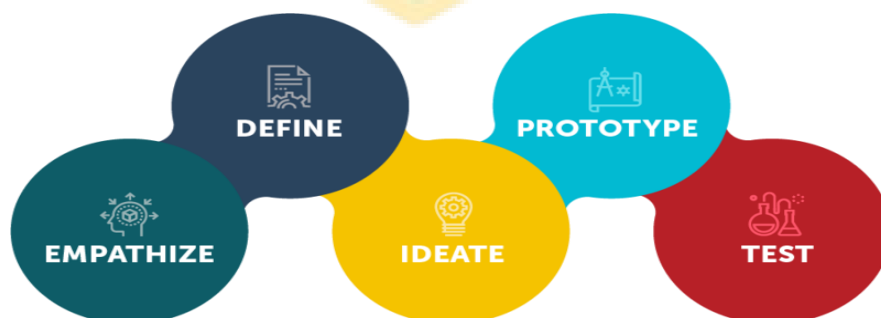 EMPATHIZE
DEFINE
IDEATE
PROTOTYPE
TEST